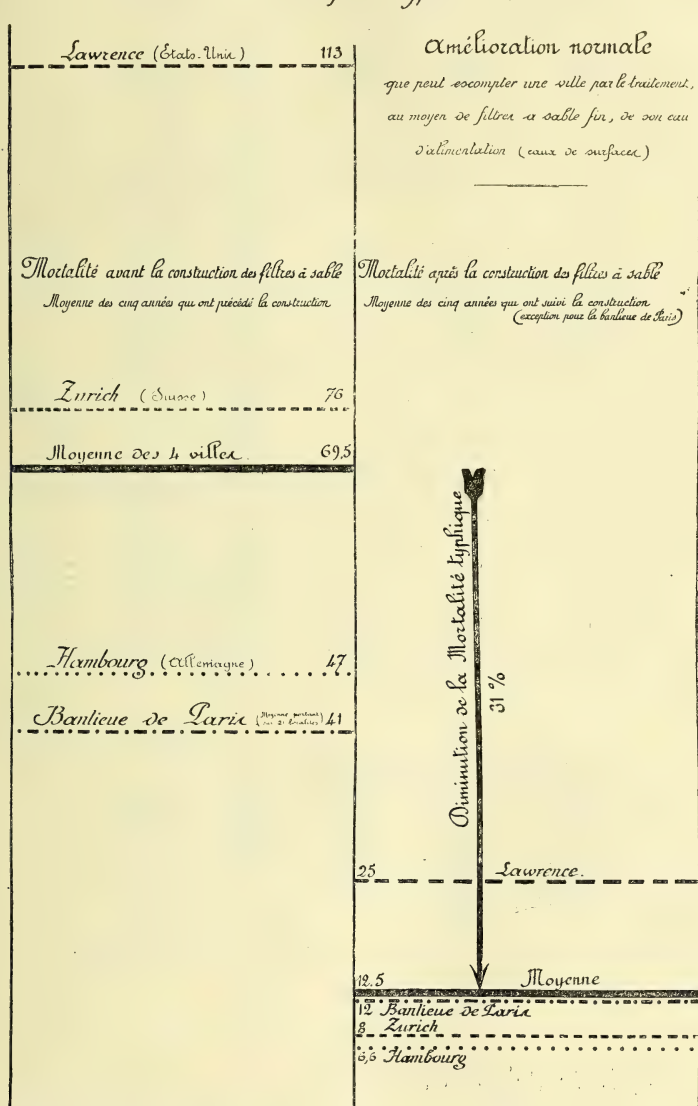 Lawrence (États-Unis) 113
Amélioration normale
que peut escompter une ville par le traitement,
au moyen de filtres à sable fin, de son eau
d'alimentation (eaux de surfaces)
Mortalité avant la construction des filtres à sable
Moyenne des cinq années qui ont précédé la construction
Mortalité après la construction des filtres à sable
Moyenne des cinq années qui ont suivi la construction
(exception pour la banlieue de Paris)
Zurich (Suisse) 76
Moyenne des 4 villes. 69,5
Hambourg (Allemagne) 47
Banlieue de Paris (Moyenne portant sur 21 localités) 41
Diminution de la Mortalité typhique
31 %
25 Lawrence.
12.5 Moyenne
12 Banlieue de Paris
8 Zurich
6,6 Hambourg